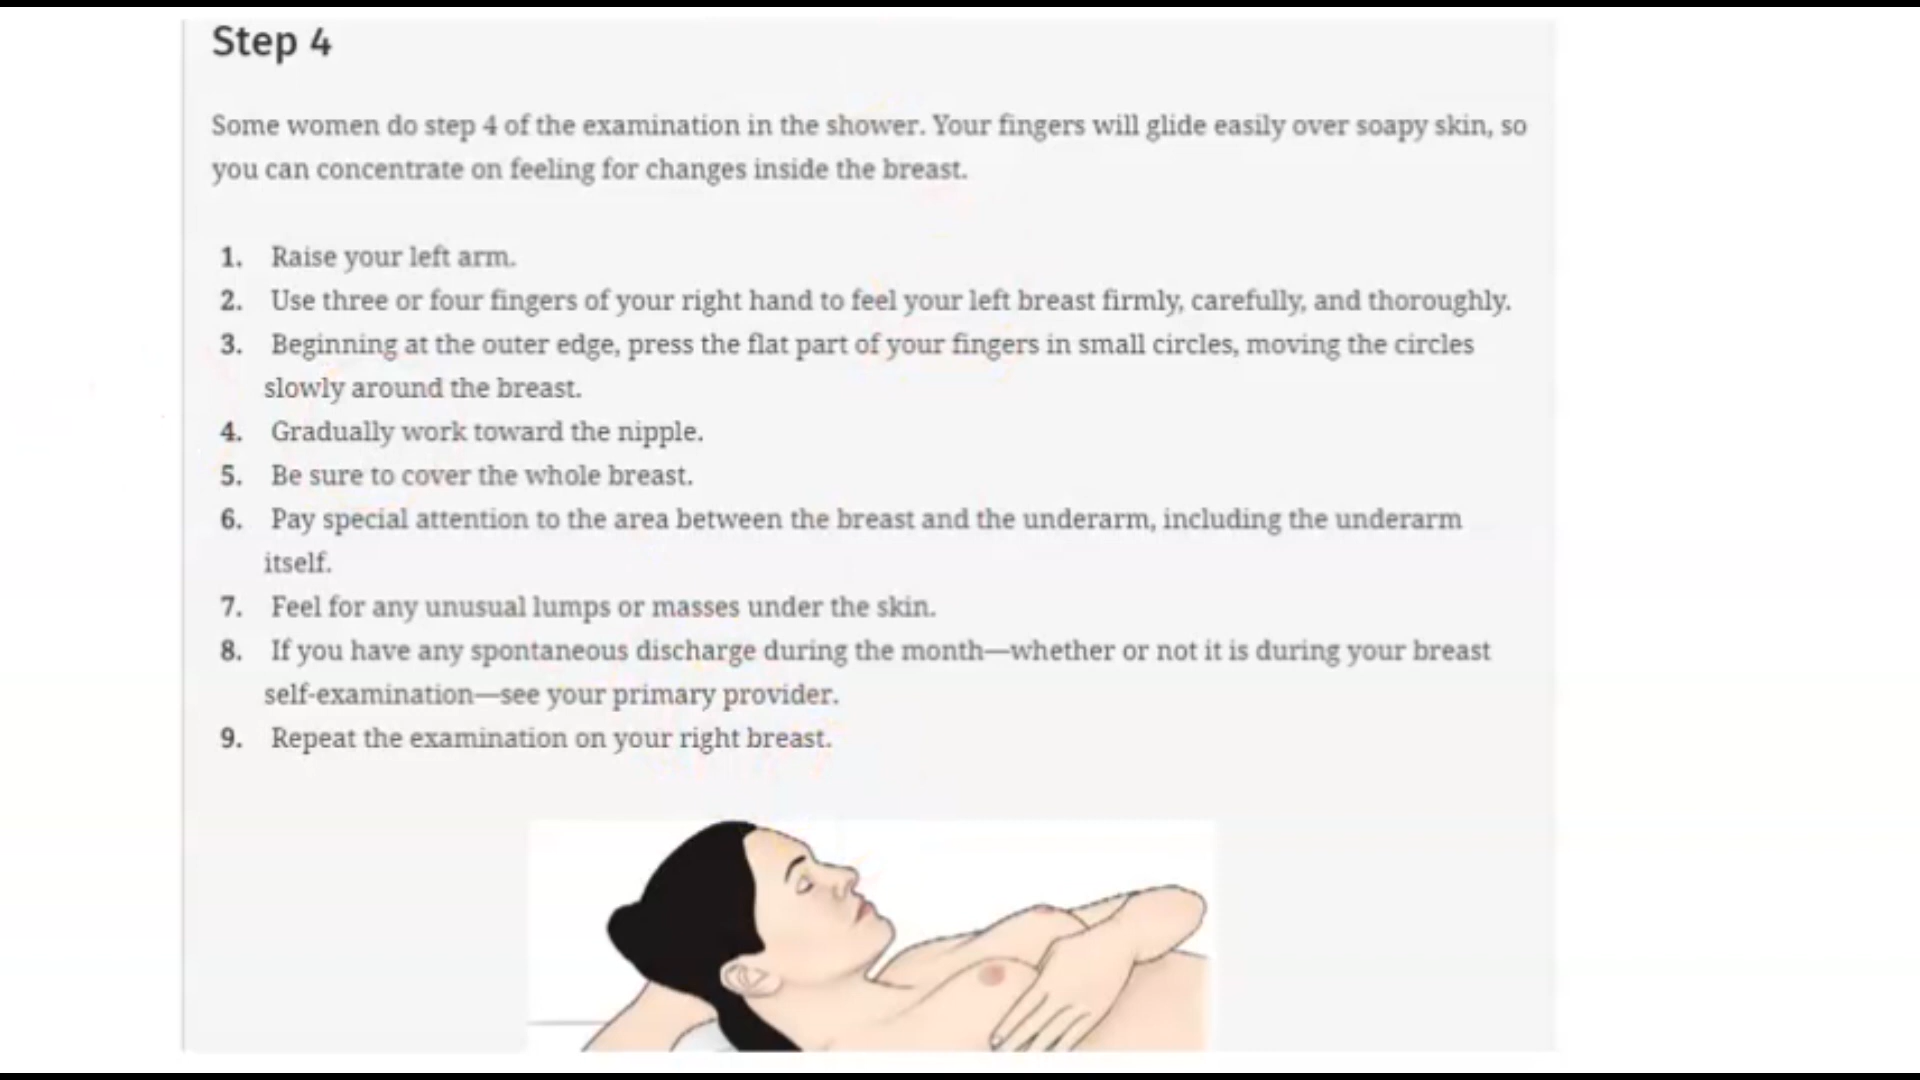 Step 4
Some women do step 4 of the examination in the shower. Your fingers will glide easily over soapy skin, so
you can concentrate on feeling for changes inside the breast.
1. Raise your left arm.
2. Use three or four fingers of your right hand to feel your left breast firmly, carefully, and thoroughly.
3. Beginning at the outer edge, press the flat part of your fingers in small circles, moving the circles
slowly around the breast.
4. Gradually work toward the nipple.
5. Be sure to cover the whole breast.
6. Pay special attention to the area between the breast and the underarm, including the underarm
itself.
7. Feel for any unusual lumps or masses under the skin.
8. If you have any spontaneous discharge during the month—whether or not it is during your breast
self-examination—see your primary provider.
9. Repeat the examination on your right breast.